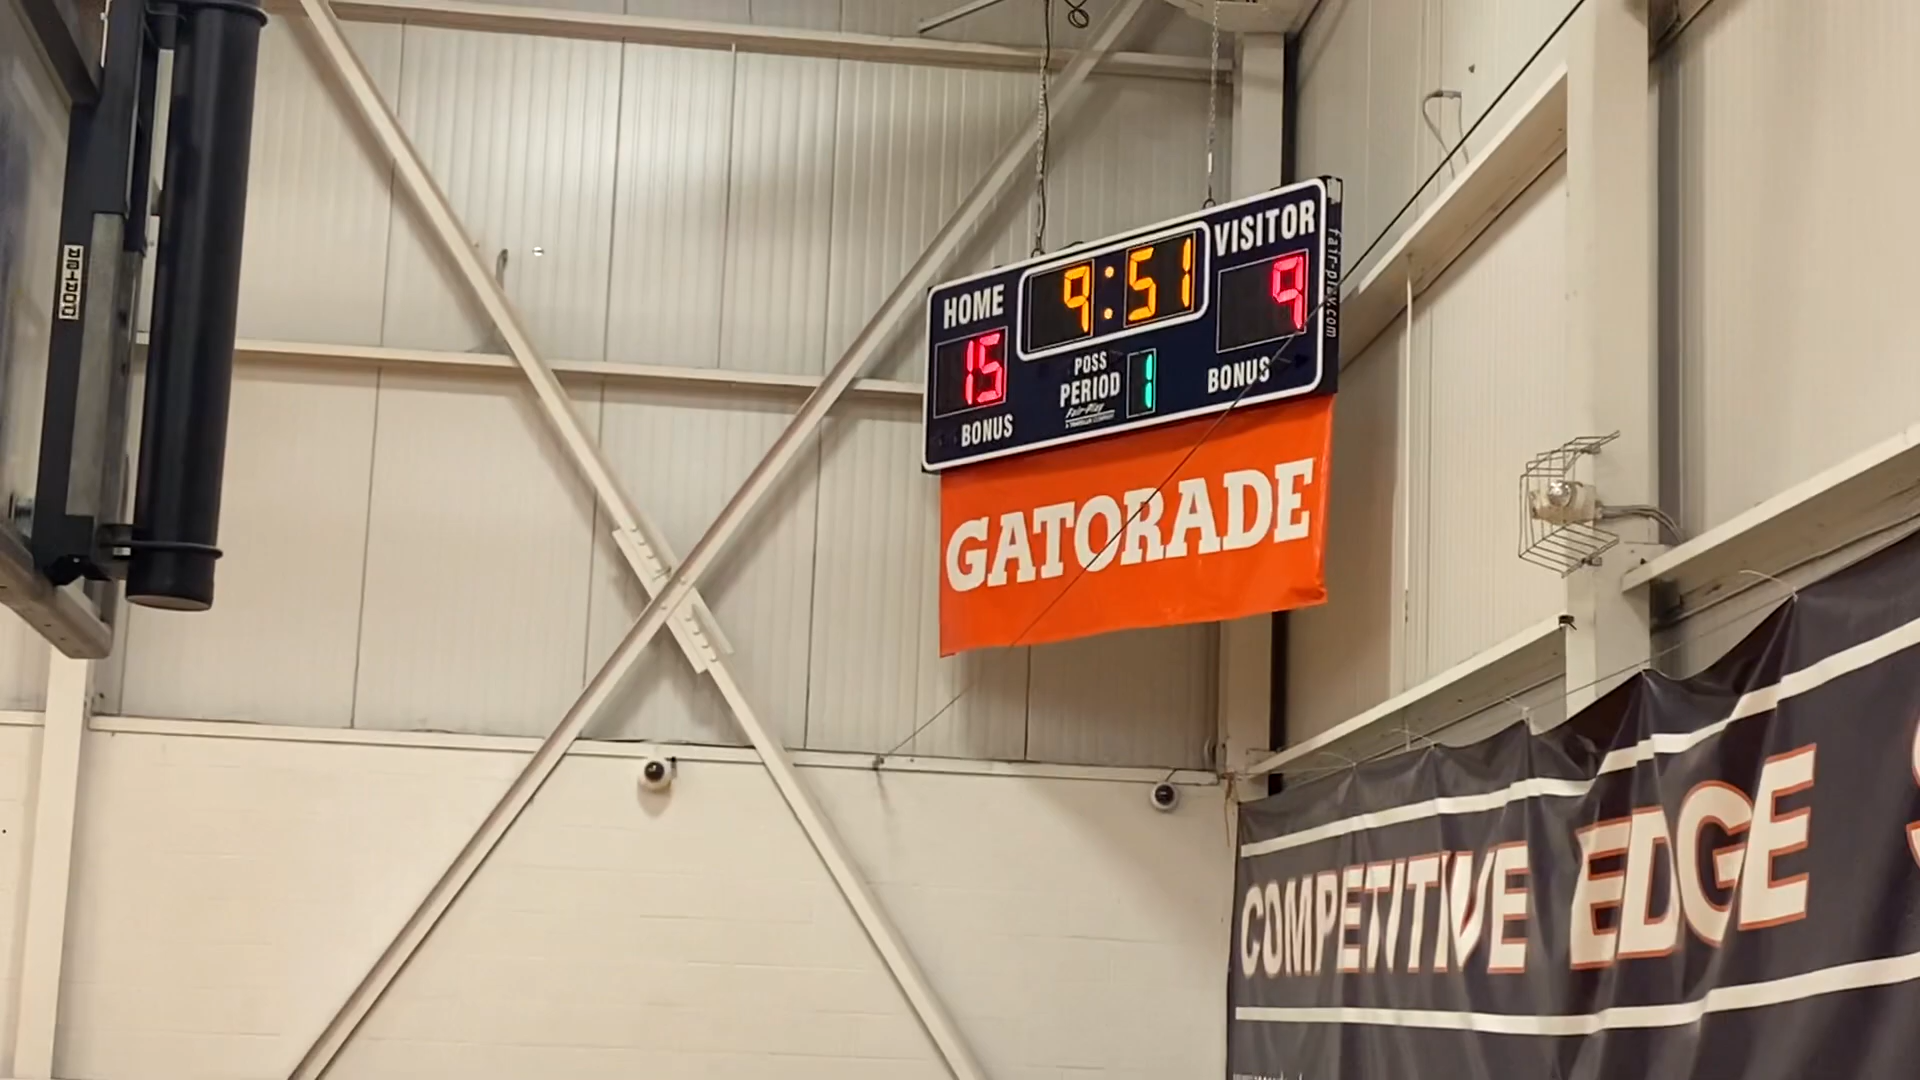 HOME
9:51
VISITOR
15
9
POSS
PERIOD
1
BONUS
BONUS
Fair-Play
fair-play.com
GATORADE
COMPETITIVE EDGE